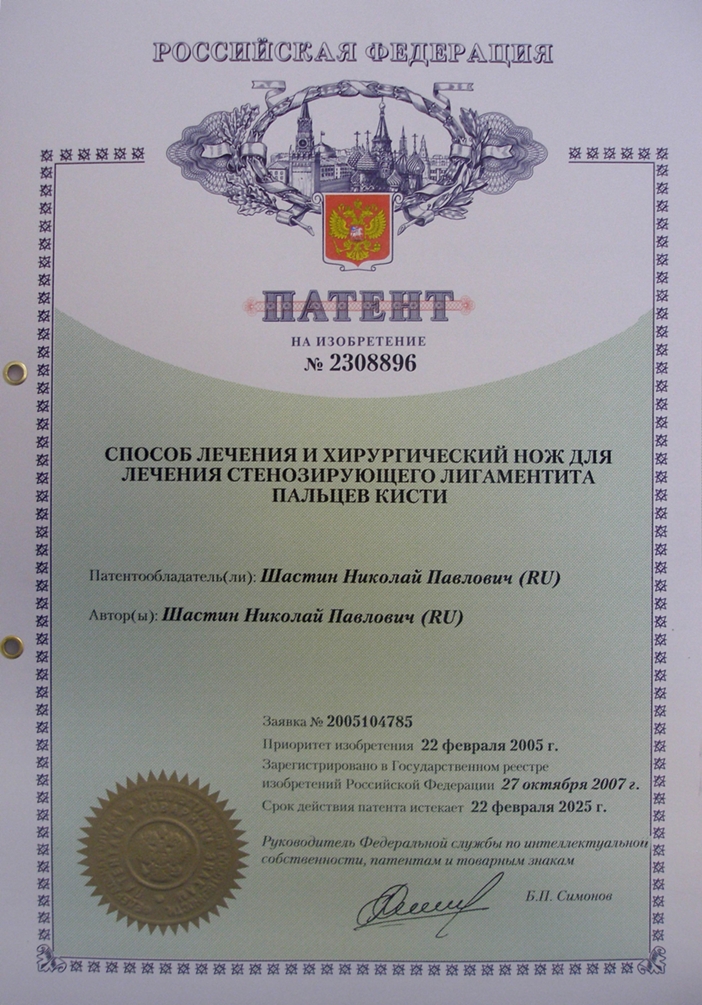 РОССИЙСКАЯ ФЕДЕРАЦИЯ
ПАТЕНТ
НА ИЗОБРЕТЕНИЕ
№ 2308896
СПОСОБ ЛЕЧЕНИЯ И ХИРУРГИЧЕСКИЙ НОЖ ДЛЯ
ЛЕЧЕНИЯ СТЕНОЗИРУЮЩЕГО ЛИГАМЕНТИТА
ПАЛЬЦЕВ КИСТИ
Патентообладатель(ли): Шастин Николай Павлович (RU)
Автор(ы): Шастин Николай Павлович (RU)
Заявка № 2005104785
Приоритет изобретения 22 февраля 2005 г.
Зарегистрировано в Государственном реестре
изобретений Российской Федерации 27 октября 2007 г.
Срок действия патента истекает 22 февраля 2025 г.
Руководитель Федеральной службы по интеллектуальной
собственности, патентам и товарным знакам
Б.П. Симонов